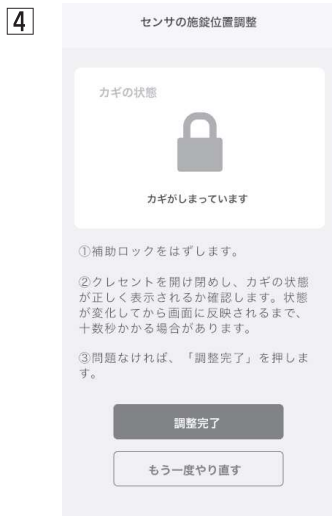 4
センサの施錠位置調整
カギの状態
カギがしまっています
①補助ロックをはずします。
②クレセントを開け閉めし、カギの状態
が正しく表示されるか確認します。状態
が変化してから画面に反映されるまで、
十数秒かかる場合があります。
③問題なければ、「調整完了」を押しま
す。
調整完了
もう一度やり直す